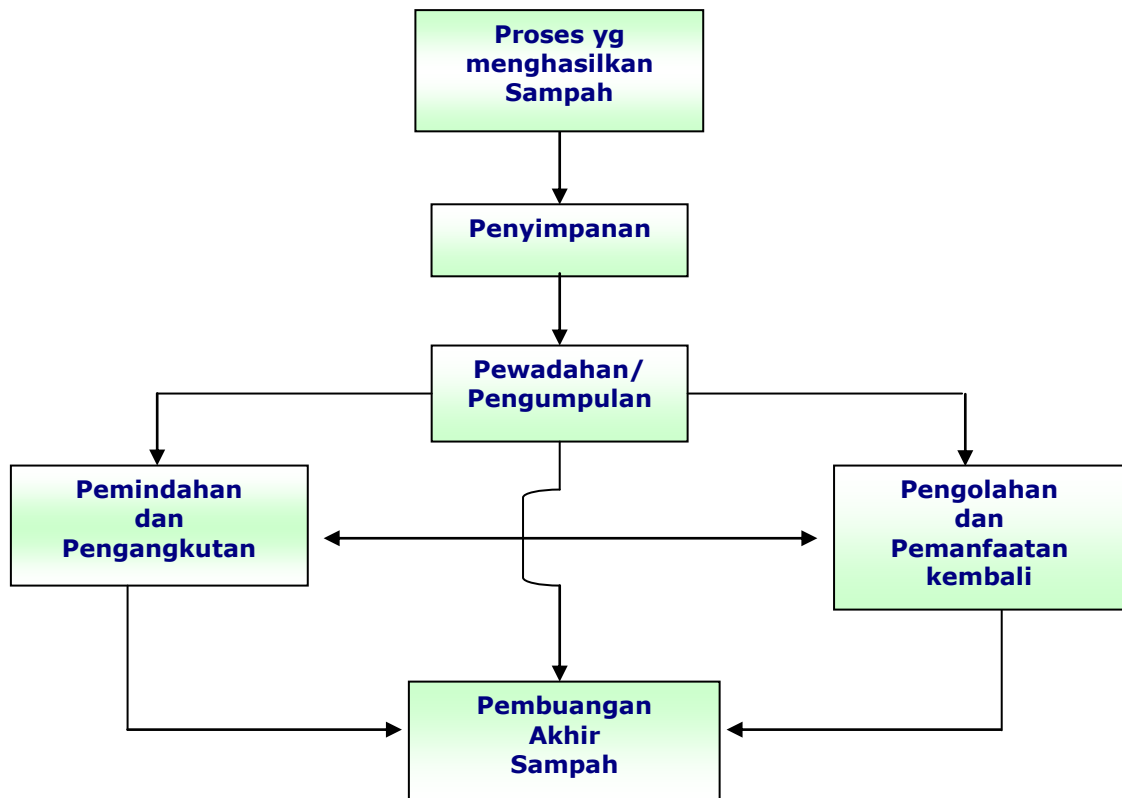 Proses yg
menghasilkan
Sampah
Penyimpanan
Pewadahan/
Pengumpulan
Pemindahan
dan
Pengangkutan
Pengolahan
dan
Pemanfaatan
kembali
Pembuangan
Akhir
Sampah